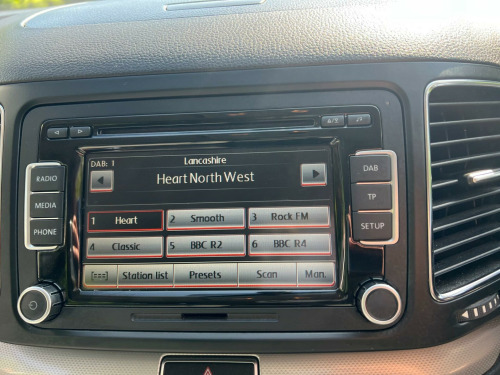 A/S
DAB: 1 Lancashire
Heart North West
RADIO
MEDIA
PHONE
DAB
TP
SETUP
1 Heart 2 Smooth 3 Rock FM
4 Classic 5 BBC R2 6 BBC R4
Station list Presets Scan Man.